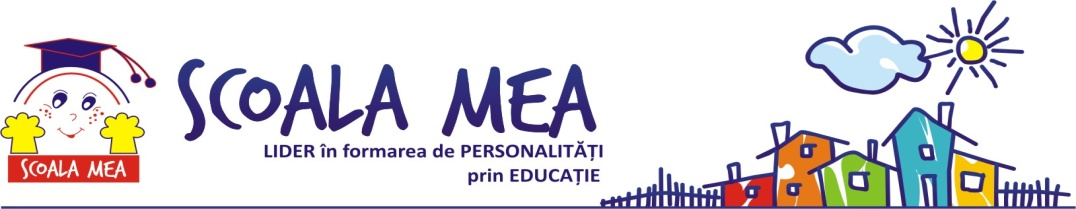 SCOALA MEA
SCOALA MEA
LIDER în formarea de PERSONALITĂȚI
prin EDUCAȚIE